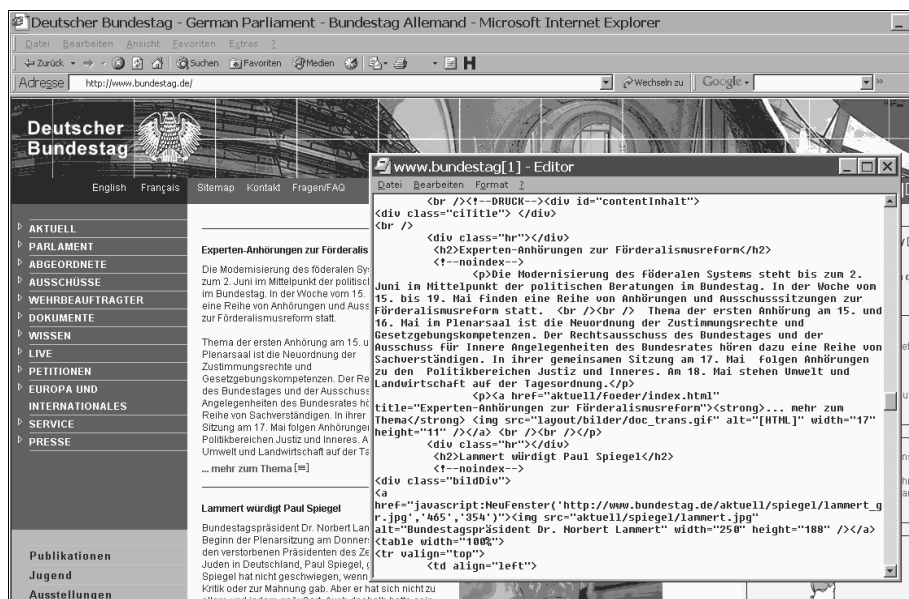 Deutscher Bundestag - German Parliament - Bundestag Allemand - Microsoft Internet Explorer
Datei Bearbeiten Ansicht Favoriten Extras ?
Zurück Suchen Favoriten Medien
Adresse http://www.bundestag.de/ Wechseln zu Google
Deutscher
Bundestag
English Français Sitemap Kontakt Fragen/FAQ
AKTUELL
PARLAMENT
ABGEORDNETE
AUSSCHÜSSE
WEHRBEAUFTRAGTER
DOKUMENTE
WISSEN
LIVE
PETITIONEN
EUROPA UND
INTERNATIONALES
SERVICE
PRESSE
Publikationen
Jugend
Ausstellungen
Experten-Anhörungen zur Förderalis
Die Modernisierung des föderalen Sys
zum 2. Juni im Mittelpunkt der politisch
im Bundestag. In der Woche vom 15.
eine Reihe von Anhörungen und Auss
zur Förderalismusreform statt.
Thema der ersten Anhörung am 15. u
Plenarsaal ist die Neuordnung der
Zustimmungsrechte und
Gesetzgebungskompetenzen. Der Re
des Bundestages und der Ausschuss
Angelegenheiten des Bundesrates hö
Reihe von Sachverständigen. In ihrer
Sitzung am 17. Mai folgen Anhörunge
Politikbereichen Justiz und Inneres. A
Umwelt und Landwirtschaft auf der Ta
... mehr zum Thema
Lammert würdigt Paul Spiegel
Bundestagspräsident Dr. Norbert Lan
Beginn der Plenarsitzung am Donner
den verstorbenen Präsidenten des Ze
Juden in Deutschland, Paul Spiegel, g
Spiegel hat nicht geschwiegen, wenn
Kritik oder zur Mahnung gab. Aber er hat sich nicht zu
www.bundestag[1] - Editor
Datei Bearbeiten Format ?
<br /><!--DRUCK--><div id="contentInhalt">
<div class="ciTitle"> </div>
<br />
<div class="hr"></div>
<h2>Experten-Anhörungen zur Förderalismusreform</h2>
<!--noindex-->
<p>Die Modernisierung des föderalen Systems steht bis zum 2.
Juni im Mittelpunkt der politischen Beratungen im Bundestag. In der Woche vom
15. bis 19. Mai finden eine Reihe von Anhörungen und Ausschusssitzungen zur
Förderalismusreform statt. <br /><br /> Thema der ersten Anhörung am 15. und
16. Mai im Plenarsaal ist die Neuordnung der Zustimmungsrechte und
Gesetzgebungskompetenzen. Der Rechtsausschuss des Bundestages und der
Ausschuss für Innere Angelegenheiten des Bundesrates hören dazu eine Reihe von
Sachverständigen. In ihrer gemeinsamen Sitzung am 17. Mai folgen Anhörungen
zu den Politikbereichen Justiz und Inneres. Am 18. Mai stehen Umwelt und
Landwirtschaft auf der Tagesordnung.</p>
<p><a href="aktuell/foeder/index.html"
title="Experten-Anhörungen zur Förderalismusreform"><strong>... mehr zum
Thema</strong> <img src="layout/bilder/doc_trans.gif" alt="[HTML]" width="17"
height="11" /></a> <br /><br /></p>
<div class="hr"></div>
<h2>Lammert würdigt Paul Spiegel</h2>
<!--noindex-->
<div class="bildDiv">
<a
href="javascript:NeuFenster('http://www.bundestag.de/aktuell/spiegel/lammert_g
r.jpg','465','354')"><img src="aktuell/spiegel/lammert.jpg"
alt="Bundestagspräsident Dr. Norbert Lammert" width="250" height="188" /></a>
<table width="100%">
<tr valign="top">
<td align="left">